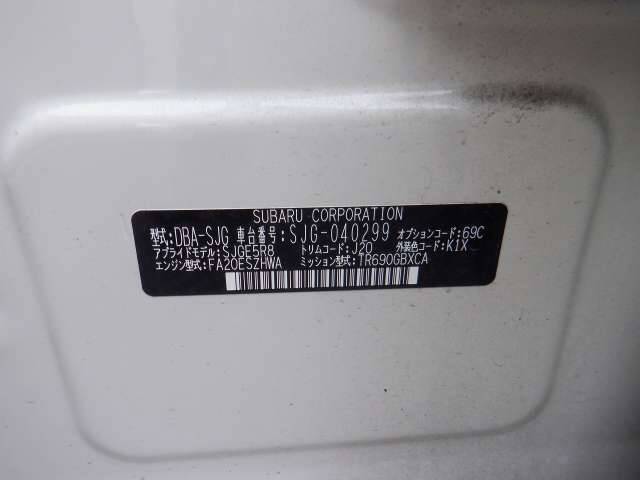 SUBARU CORPORATION
型式:DBA-SJG 車台番号:SJG-040299 オプションコード:69C
アプライドモデル:SJGE5R8 トリムコード:J20 外装色コード:K1X
エンジン型式:FA20ESZHWA ミッション型式:TR690GBXCA